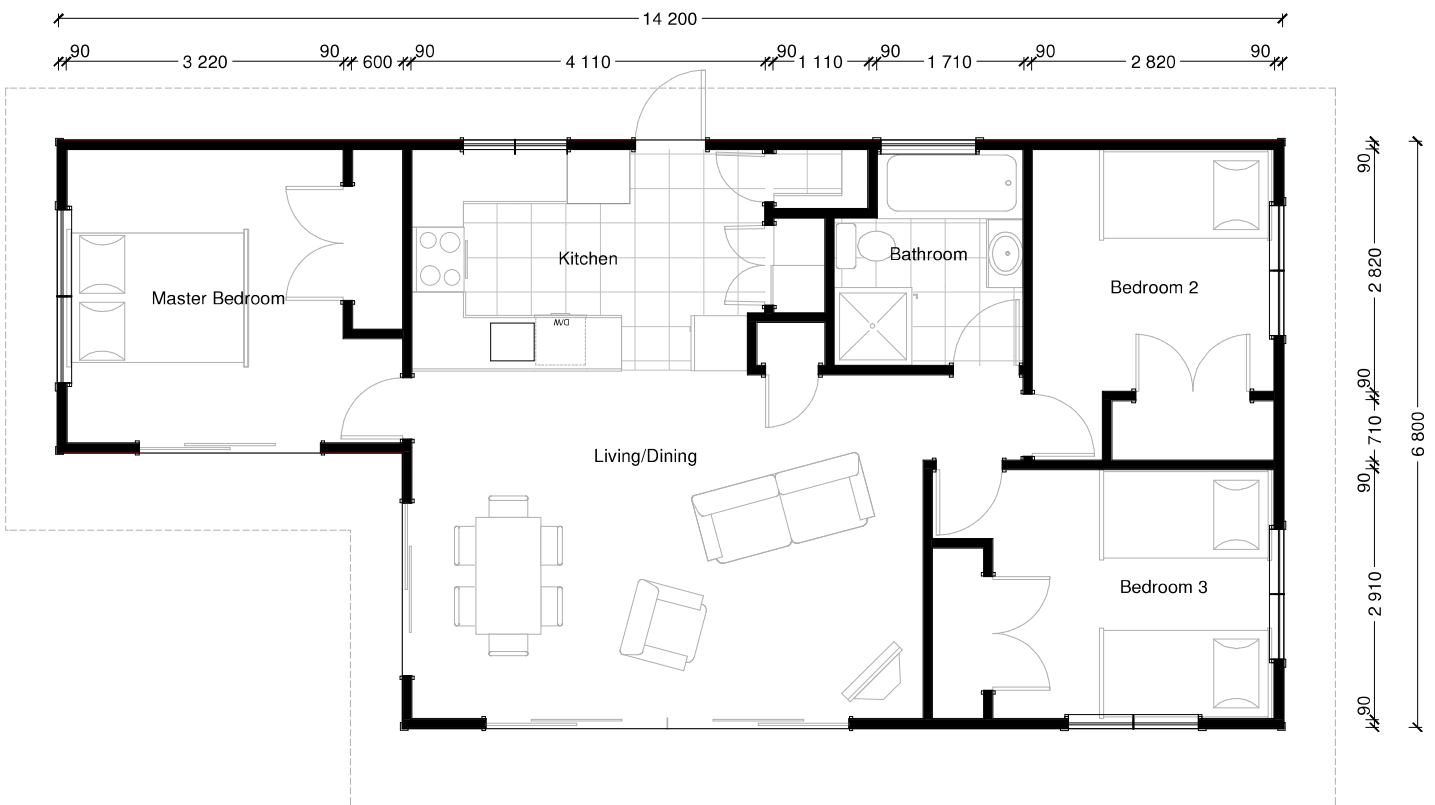 14 200
90 90 90 90 90 90 90
3 220 600 4 110 1 110 1 710 2 820
90
Kitchen
Bathroom
Master Bedroom
Bedroom 2
2 820
D/W
90
710
6 800
Living/Dining
90
Bedroom 3
2 910
90